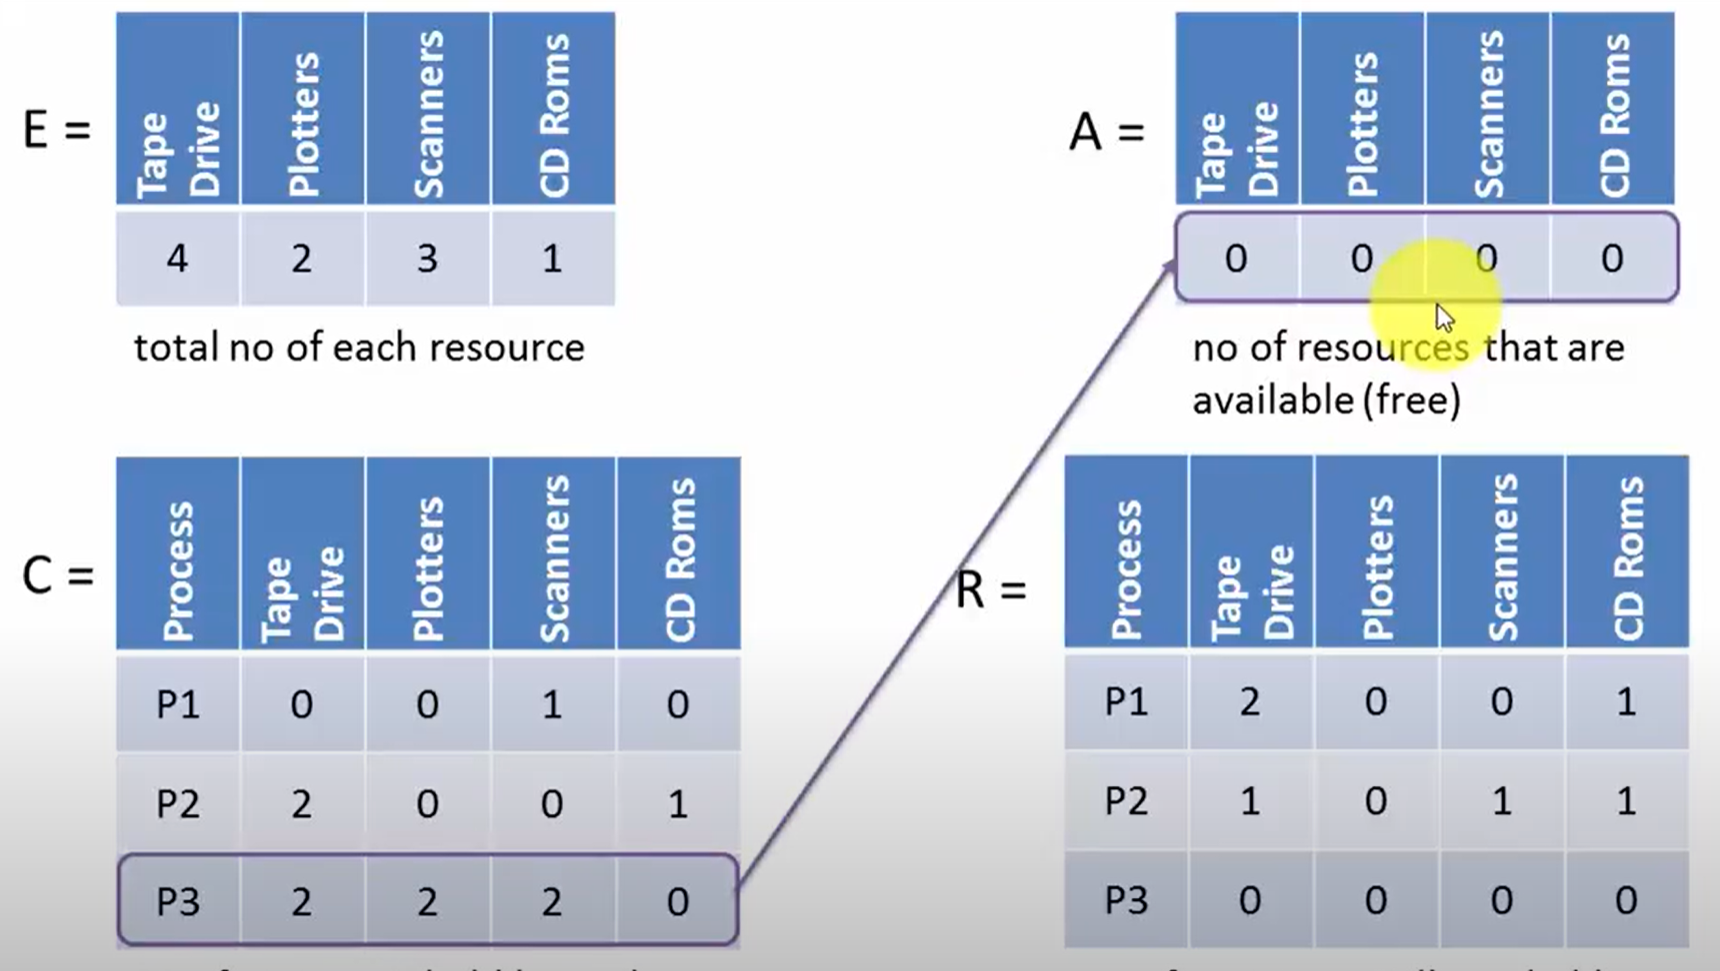 E =
Tape Drive Plotters Scanners CD Roms
4 2 3 1
total no of each resource
A =
Tape Drive Plotters Scanners CD Roms
0 0 0 0
no of resources that are
available (free)
C =
Process Tape Drive Plotters Scanners CD Roms
P1 0 0 1 0
P2 2 0 0 1
P3 2 2 2 0
R =
Process Tape Drive Plotters Scanners CD Roms
P1 2 0 0 1
P2 1 0 1 1
P3 0 0 0 0